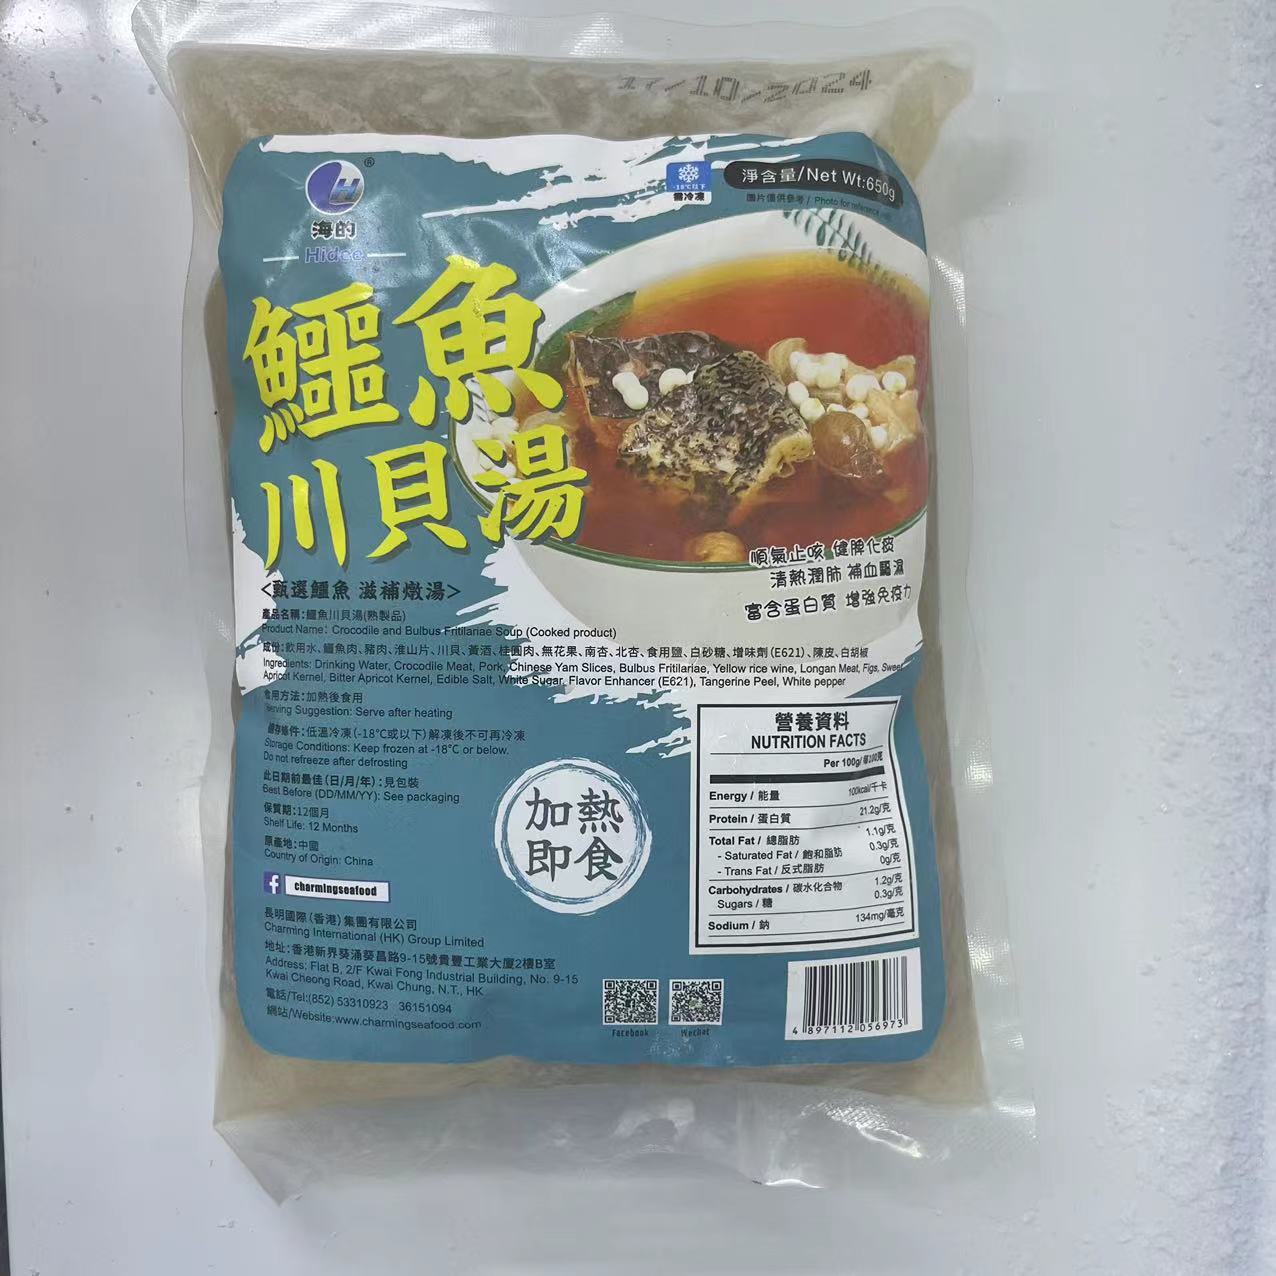 17-10-2024
海的®
Hidee
-18℃以下
需冷凍
淨含量/Net Wt:650g
圖片僅供參考/ Photo for reference only
鱷魚
川貝湯
<甄選鱷魚 滋補燉湯>
順氣止咳 健脾化痰
清熱潤肺 補血驅濕
富含蛋白質 增強免疫力
產品名稱:鱷魚川貝湯(熟製品)
Product Name: Crocodile and Bulbus Fritilariae Soup (Cooked product)
成份:飲用水、鱷魚肉、豬肉、淮山片、川貝、黃酒、桂圓肉、無花果、南杏、北杏、食用鹽、白砂糖、增味劑(E621)、陳皮、白胡椒
Ingredients: Drinking Water, Crocodile Meat, Pork, Chinese Yam Slices, Bulbus Fritilariae, Yellow rice wine, Longan Meat, Figs, Sweet
Apricot Kernel, Bitter Apricot Kernel, Edible Salt, White Sugar, Flavor Enhancer (E621), Tangerine Peel, White pepper
食用方法:加熱後食用
Serving Suggestion: Serve after heating
儲存條件:低溫冷凍(-18℃或以下)解凍後不可再冷凍
Storage Conditions: Keep frozen at -18℃ or below.
Do not refreeze after defrosting
此日期前最佳(日/月/年):見包裝
Best Before (DD/MM/YY): See packaging
保質期:12個月
Shelf Life: 12 Months
原產地:中國
Country of Origin: China
charmingseafood
加熱
即食
長明國際(香港)集團有限公司
Charming International (HK) Group Limited
地址:香港新界葵涌葵昌路9-15號貴豐工業大廈2樓B室
Address: Flat B, 2/F Kwai Fong Industrial Building, No. 9-15
Kwai Cheong Road, Kwai Chung, N.T., HK
電話/Tel:(852) 53310923 36151094
網站/Website:www.charmingseafood.com
營養資料
NUTRITION FACTS
Per 100g/每100克
Energy / 能量 100kcal/千卡
Protein / 蛋白質 21.2g/克
Total Fat / 總脂肪 1.1g/克
- Saturated Fat / 飽和脂肪 0.3g/克
- Trans Fat / 反式脂肪 0g/克
Carbohydrates / 碳水化合物 1.2g/克
Sugars / 糖 0.3g/克
Sodium / 鈉 134mg/毫克
Facebook
Wechat
4 897112 056973